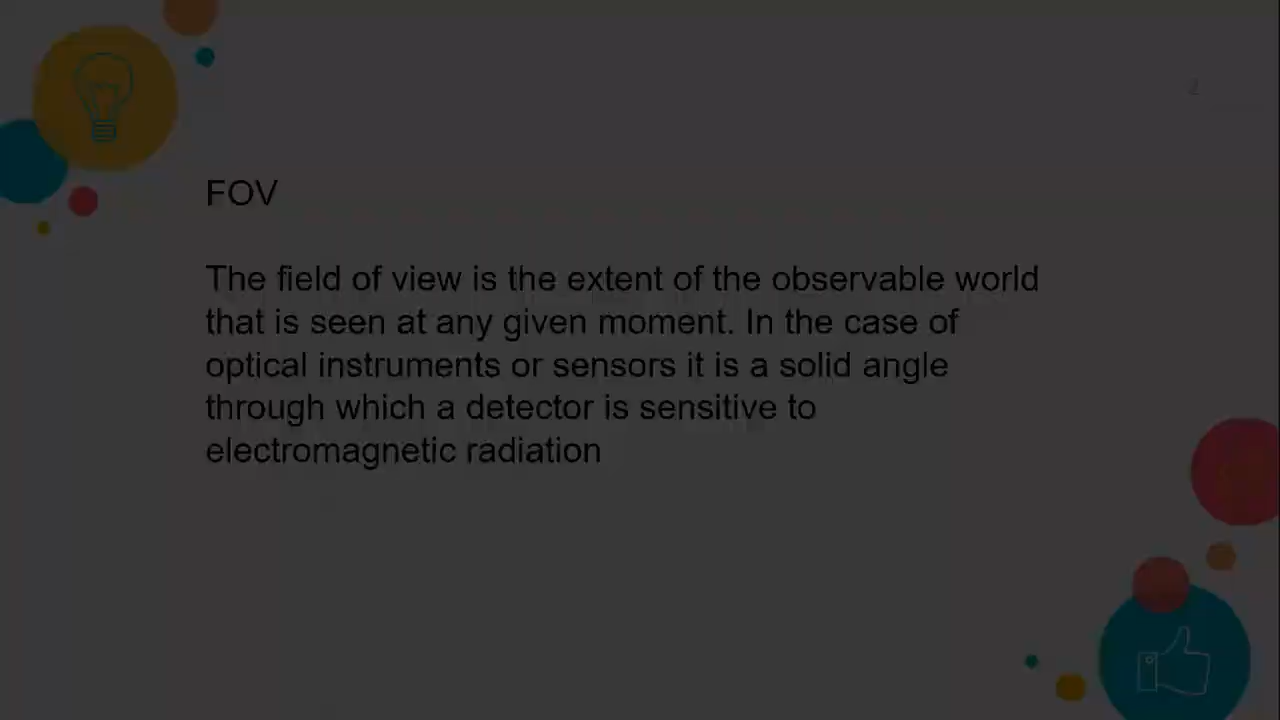 2
FOV
The field of view is the extent of the observable world
that is seen at any given moment. In the case of
optical instruments or sensors it is a solid angle
through which a detector is sensitive to
electromagnetic radiation